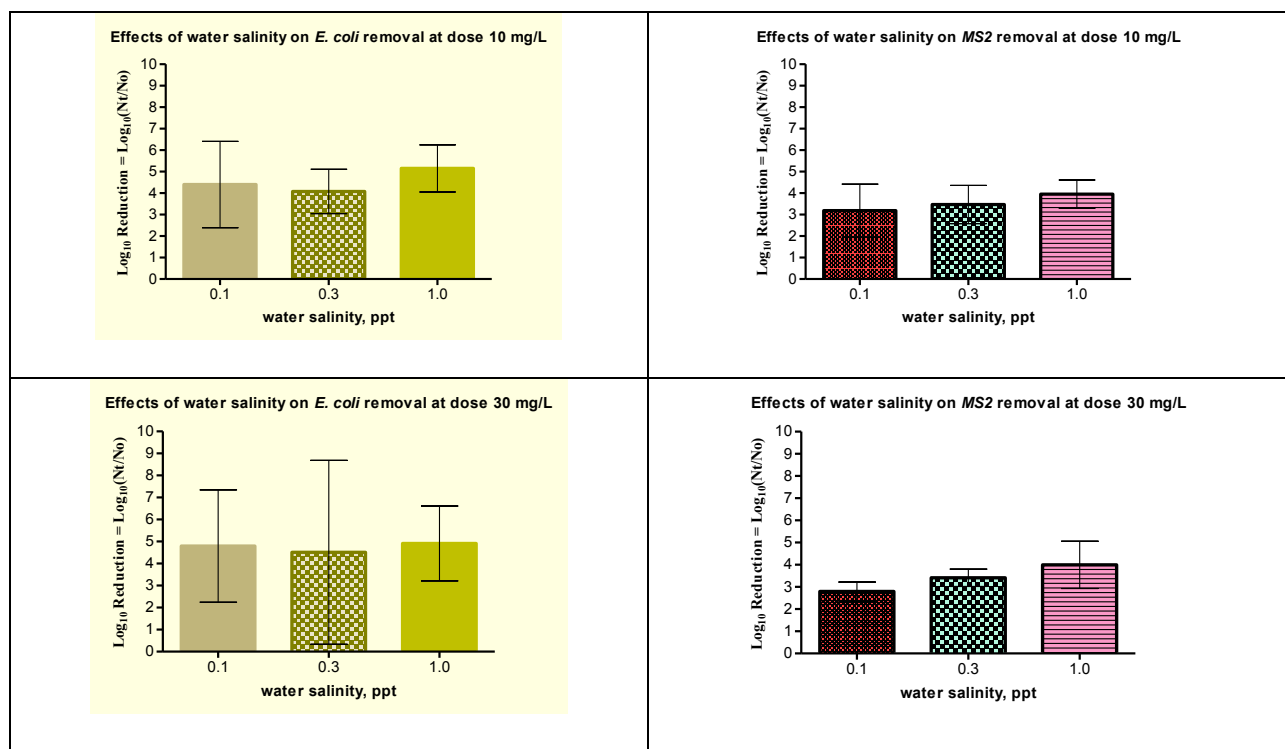 Effects of water salinity on E. coli removal at dose 10 mg/L
Log₁₀ Reduction = Log₁₀(Nt/No)
10
9
8
7
6
5
4
3
2
1
0
0.1 0.3 1.0
water salinity, ppt
Effects of water salinity on MS2 removal at dose 10 mg/L
Log₁₀ Reduction = Log₁₀(Nt/No)
10
9
8
7
6
5
4
3
2
1
0
0.1 0.3 1.0
water salinity, ppt
Effects of water salinity on E. coli removal at dose 30 mg/L
Log₁₀ Reduction = Log₁₀(Nt/No)
10
9
8
7
6
5
4
3
2
1
0
0.1 0.3 1.0
water salinity, ppt
Effects of water salinity on MS2 removal at dose 30 mg/L
Log₁₀ Reduction = Log₁₀(Nt/No)
10
9
8
7
6
5
4
3
2
1
0
0.1 0.3 1.0
water salinity, ppt